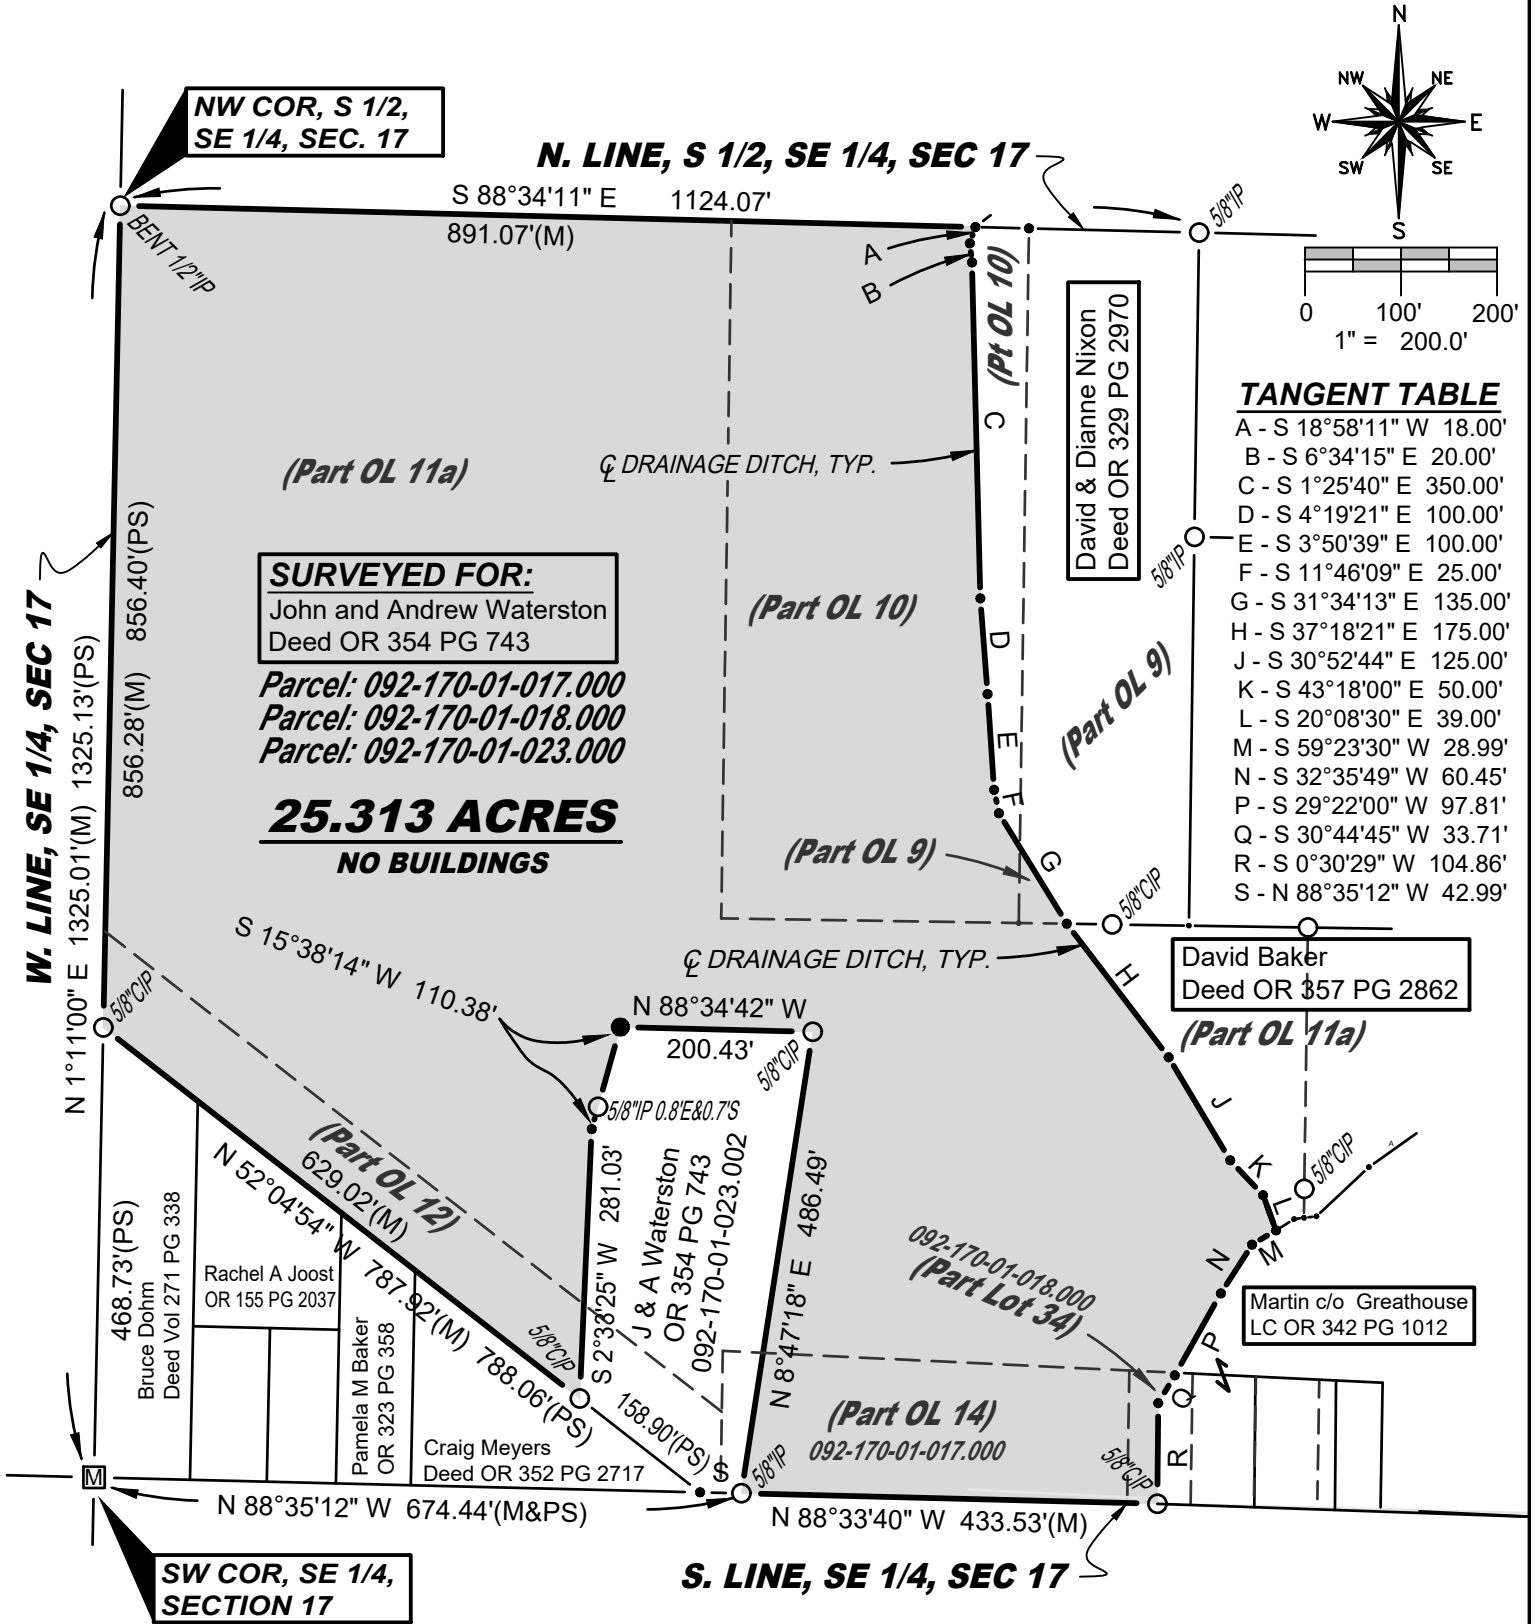 N
NW
NE
W
E
SW
SE
S
0
100'
200'
1" = 200.0'
NW COR, S 1/2,
SE 1/4, SEC. 17
N. LINE, S 1/2, SE 1/4, SEC 17
S 88°34'11" E 1124.07'
891.07'(M)
5/8"IP
BENT 1/2"IP
A
B
(Pt OL 10)
David & Dianne Nixon
Deed OR 329 PG 2970
TANGENT TABLE
A - S 18°58'11" W 18.00'
B - S 6°34'15" E 20.00'
C - S 1°25'40" E 350.00'
D - S 4°19'21" E 100.00'
E - S 3°50'39" E 100.00'
F - S 11°46'09" E 25.00'
G - S 31°34'13" E 135.00'
H - S 37°18'21" E 175.00'
J - S 30°52'44" E 125.00'
K - S 43°18'00" E 50.00'
L - S 20°08'30" E 39.00'
M - S 59°23'30" W 28.99'
N - S 32°35'49" W 60.45'
P - S 29°22'00" W 97.81'
Q - S 30°44'45" W 33.71'
R - S 0°30'29" W 104.86'
S - N 88°35'12" W 42.99'
C
(Part OL 11a)
℄ DRAINAGE DITCH, TYP.
5/8"IP
W. LINE, SE 1/4, SEC 17
N 1°11'00" E 1325.01'(M) 1325.13'(PS)
856.28'(M) 856.40'(PS)
SURVEYED FOR:
John and Andrew Waterston
Deed OR 354 PG 743
Parcel: 092-170-01-017.000
Parcel: 092-170-01-018.000
Parcel: 092-170-01-023.000
25.313 ACRES
NO BUILDINGS
(Part OL 10)
D
E
F
(Part OL 9)
(Part OL 9)
G
5/8"C/P
S 15°38'14" W 110.38'
℄ DRAINAGE DITCH, TYP.
H
David Baker
Deed OR 357 PG 2862
(Part OL 11a)
5/8"C/P
N 88°34'42" W
200.43'
5/8"C/P
5/8"IP 0.8'E&0.7'S
J
K
L
M
5/8"C/P
A
(Part OL 12)
629.02'(M)
N 52°04'54" W 787.92'(M) 788.06'(PS)
S 2°38'25" W 281.03'
J & A Waterston
OR 354 PG 743
092-170-01-023.002
N 8°47'18" E 486.49'
092-170-01-018.000
(Part Lot 34)
N
P
Z
Martin c/o Greathouse
LC OR 342 PG 1012
468.73'(PS)
Bruce Dohm
Deed Vol 271 PG 338
Rachel A Joost
OR 155 PG 2037
Pamela M Baker
OR 323 PG 358
5/8"C/P
158.90'(PS)
Craig Meyers
Deed OR 352 PG 2717
S
5/8"IP
(Part OL 14)
092-170-01-017.000
Q
R
5/8"C/P
M
N 88°35'12" W 674.44'(M&PS)
N 88°33'40" W 433.53'(M)
SW COR, SE 1/4,
SECTION 17
S. LINE, SE 1/4, SEC 17